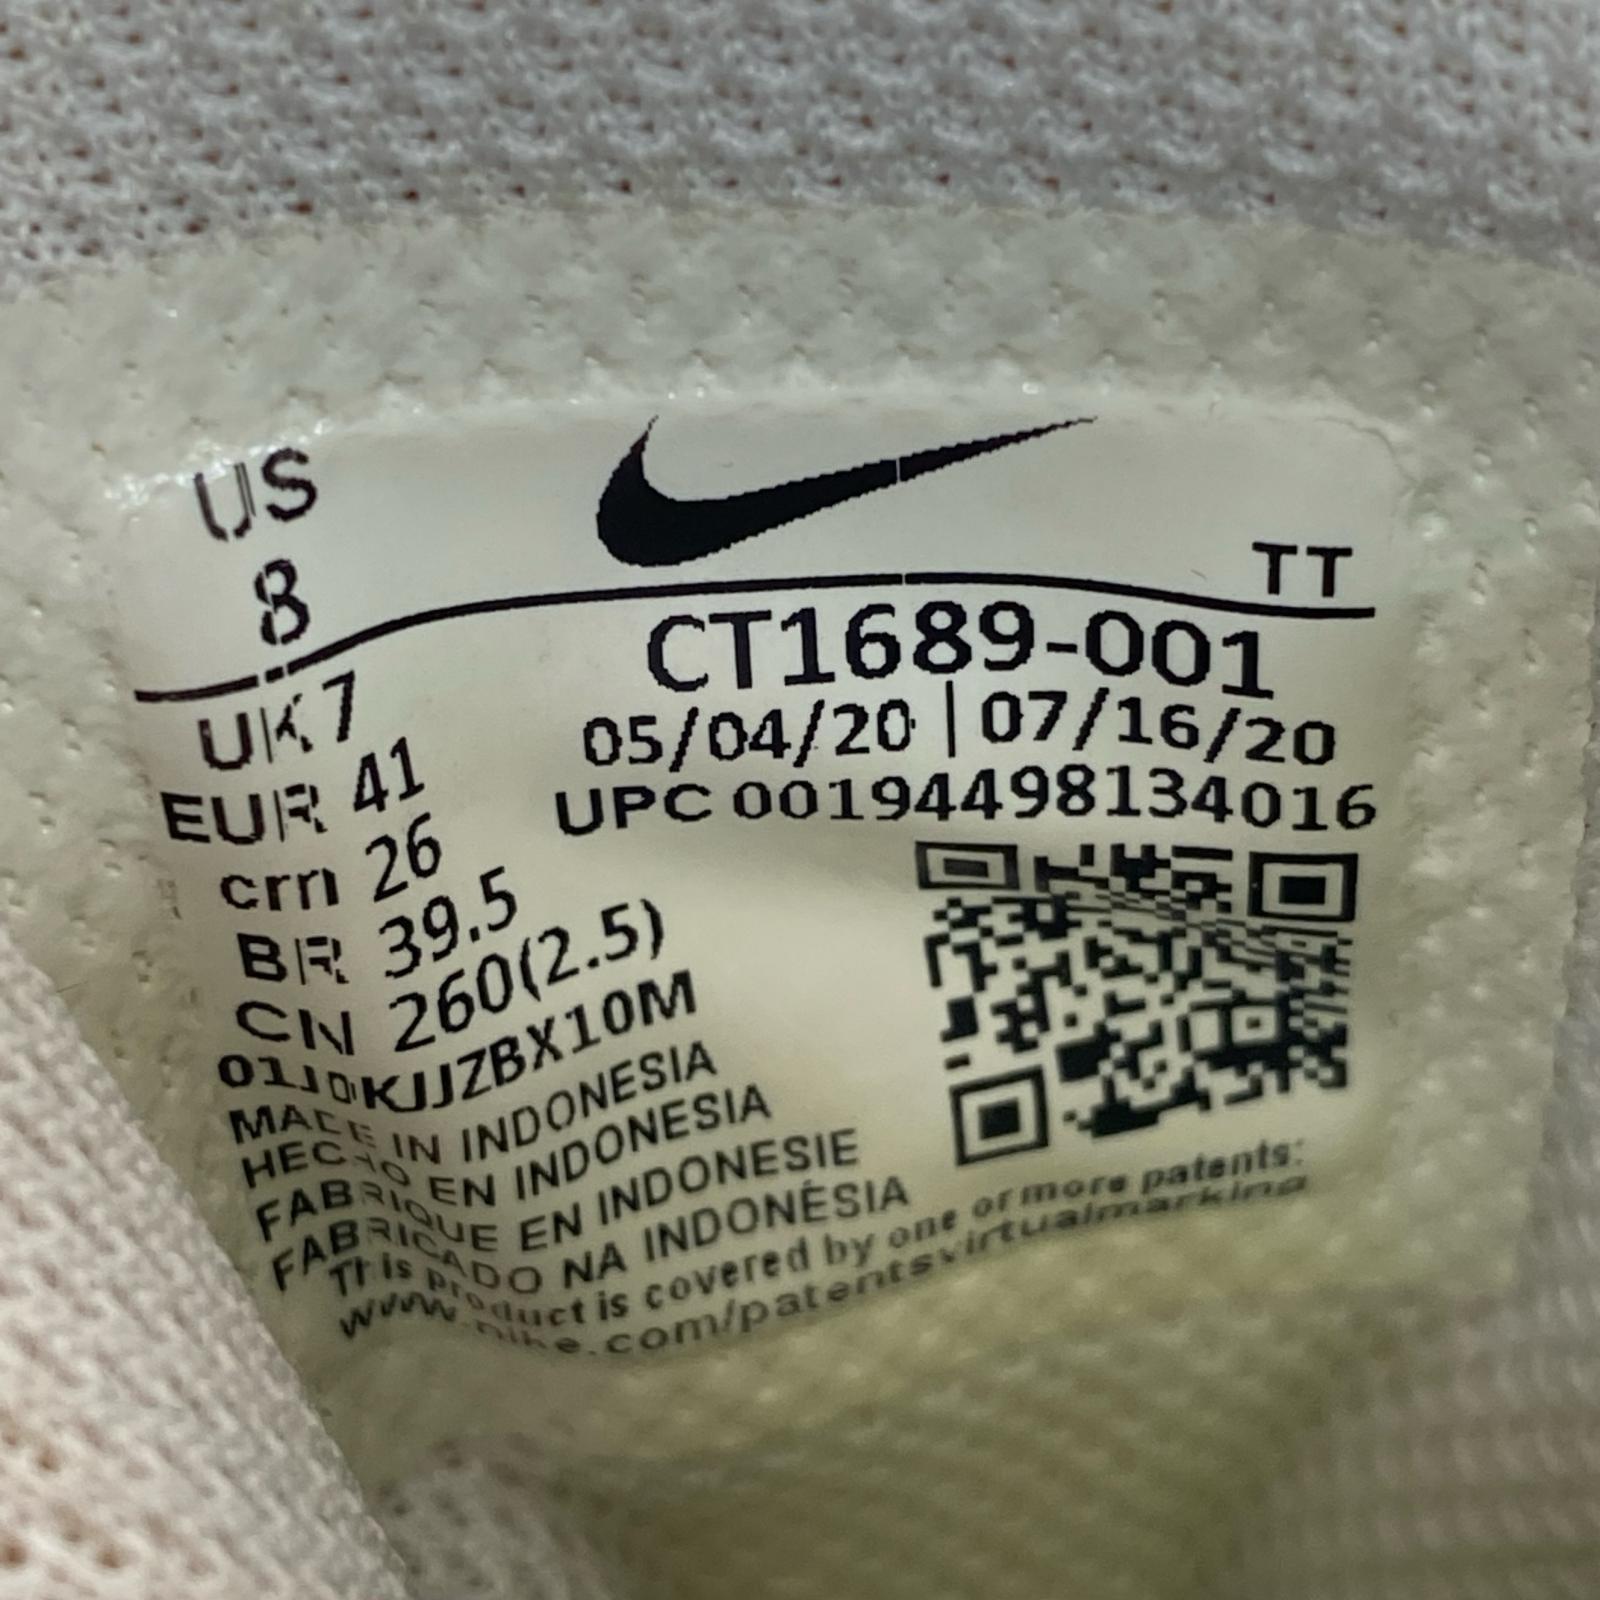 US
8
TT
UK 7
EUR 41
cm 26
BR 39.5
CN 260(2.5)
CT1689-001
05/04/20 | 07/16/20
UPC 00194498134016
MADE IN INDONESIA
HECHO EN INDONESIA
FABRIQUE EN INDONESIE
FABRICADO NA INDONÉSIA
This product is covered by one or more patents:
www.nike.com/patentsvirtualmarking